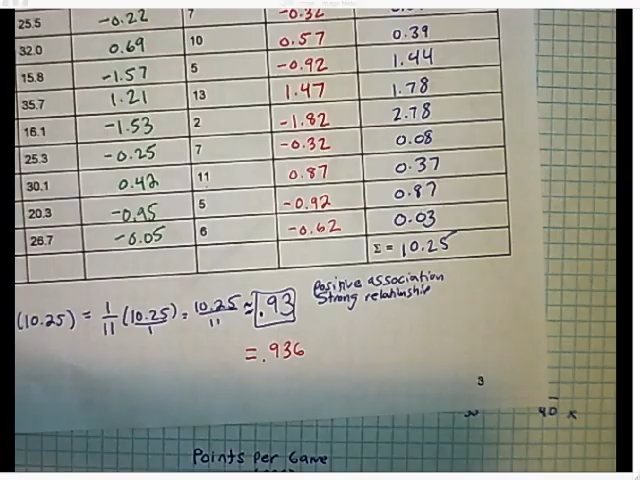 25.5 -0.22 7 -0.32
32.0 0.69 10 0.57 0.39
15.8 -1.57 5 -0.92 1.44
35.7 1.21 13 1.47 1.78
16.1 -1.53 2 -1.82 2.78
25.3 -0.25 7 -0.32 0.08
30.1 0.42 11 0.87 0.37
20.3 -0.95 5 -0.92 0.87
26.7 -0.05 6 -0.62 0.03
Σ = 10.25
(10.25) = 1/11 (10.25)/1 = 10.25/11 ≈ .93
Positive association
Strong relationship
= .936
3
40 x
Points per Game